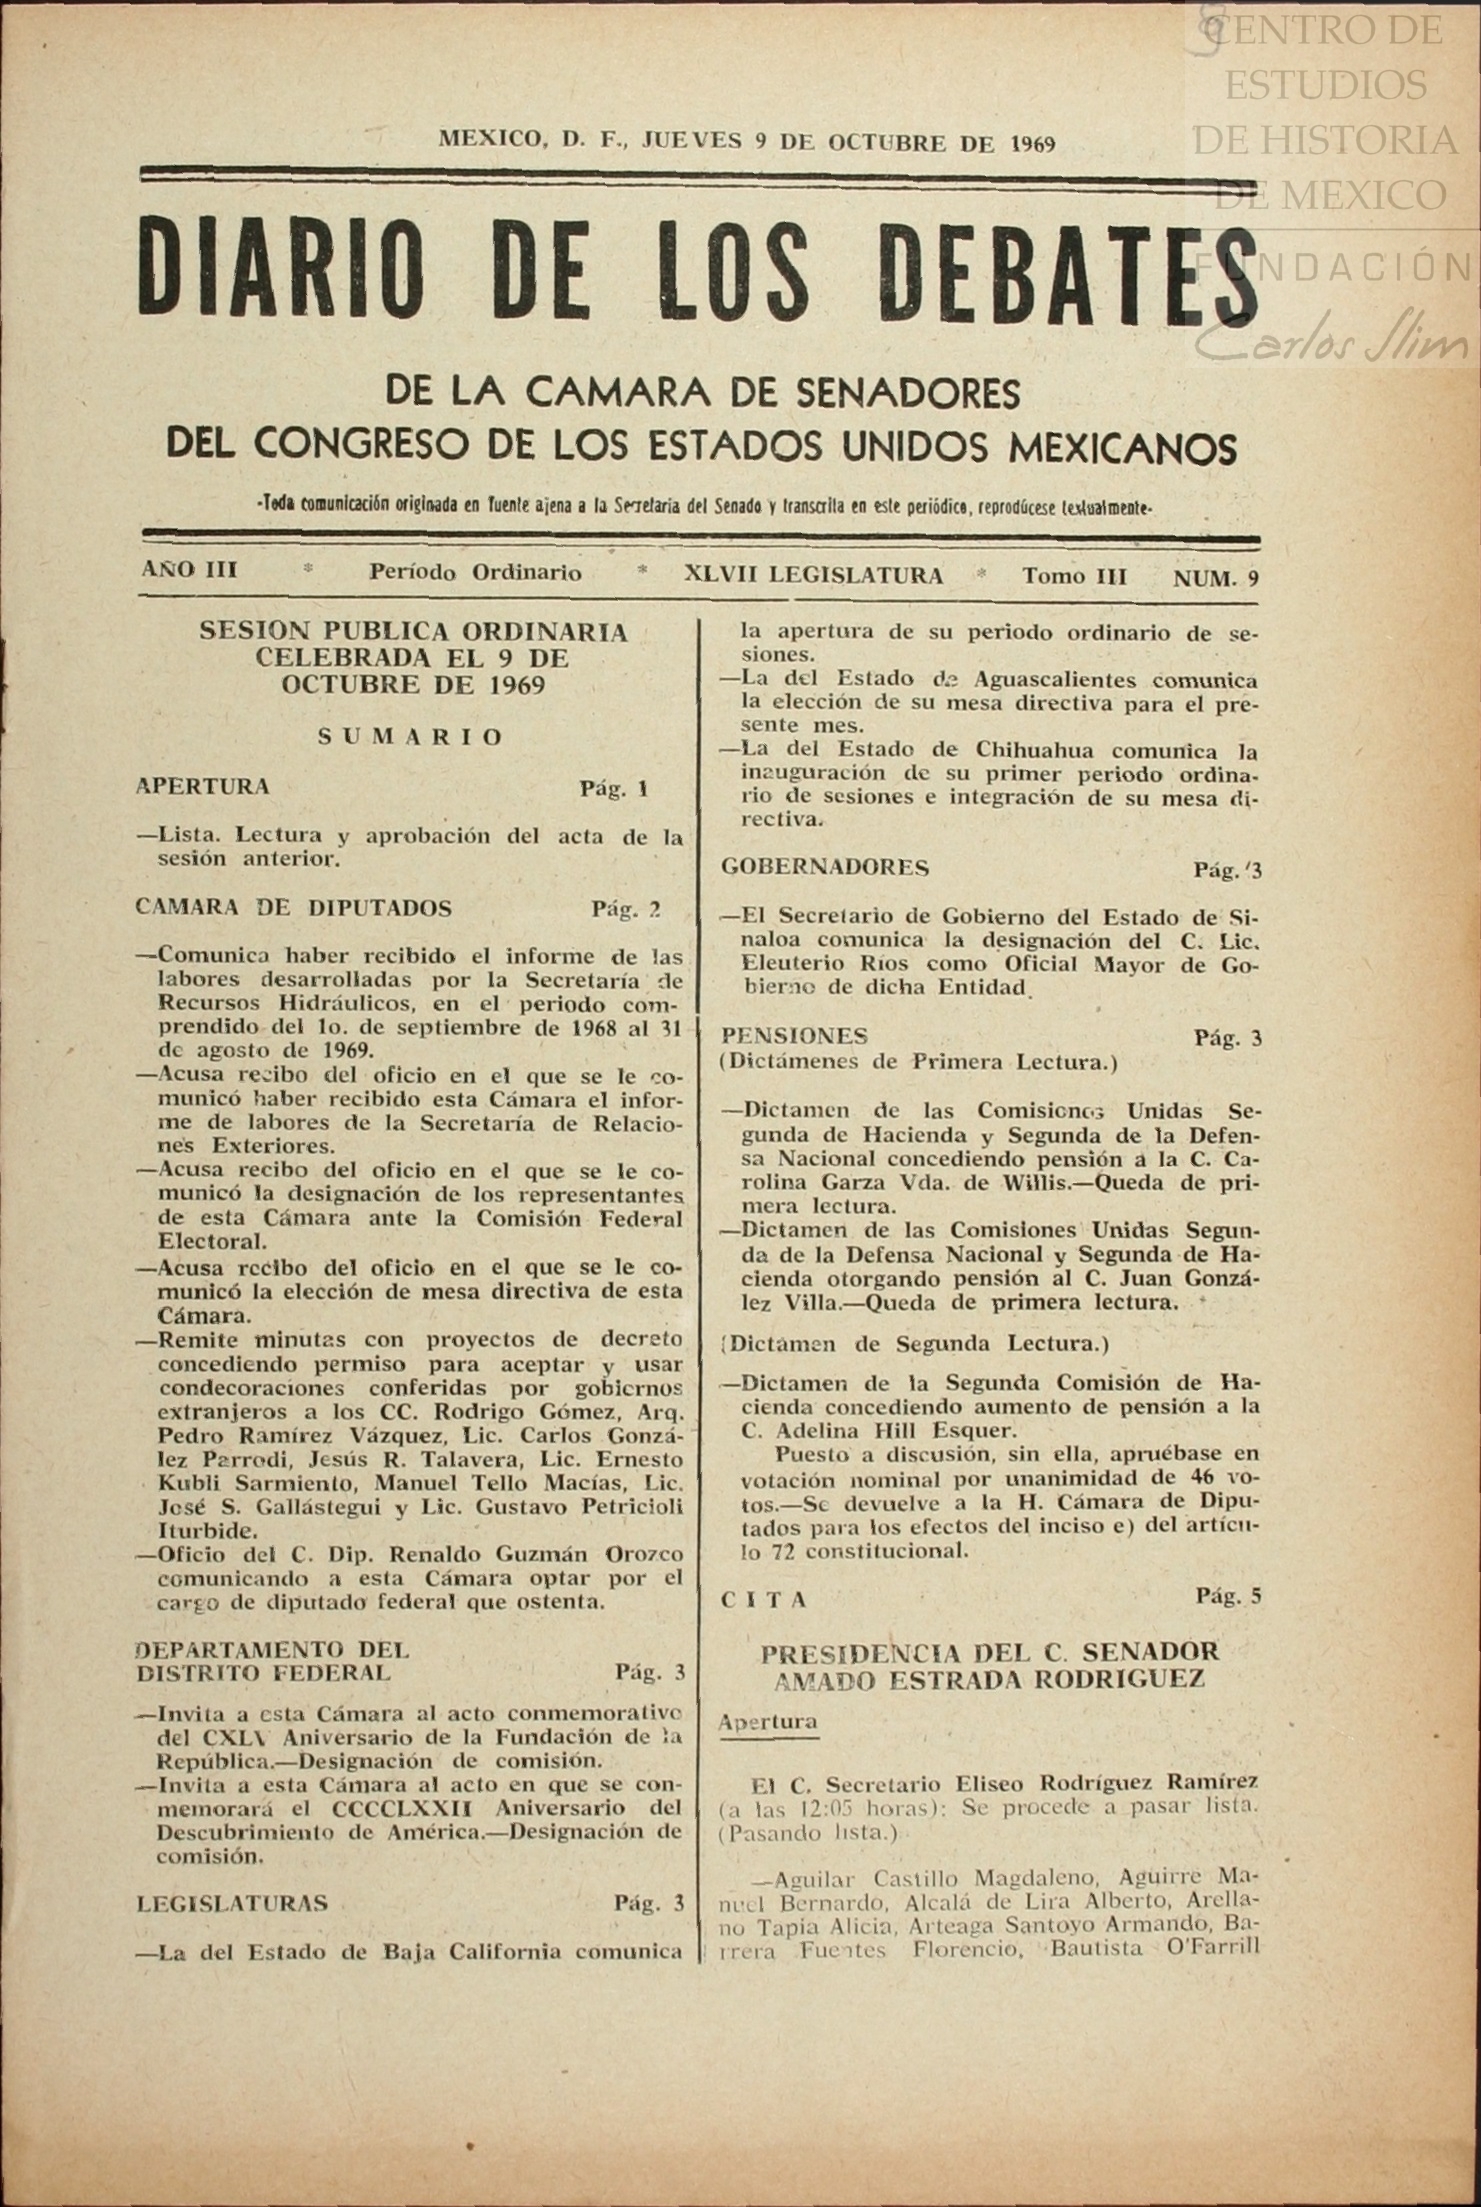 CENTRO DE
ESTUDIOS
DE HISTORIA
DE MEXICO
FUNDACIÓN
Carlos Slim
MEXICO, D. F., JUEVES 9 DE OCTUBRE DE 1969
DIARIO DE LOS DEBATES
DE LA CAMARA DE SENADORES
DEL CONGRESO DE LOS ESTADOS UNIDOS MEXICANOS
-Toda comunicación originada en fuente ajena a la Secretaria del Senado y transcrita en este periódico, reprodúcese textualmente-
AÑO III * Período Ordinario * XLVII LEGISLATURA * Tomo III NUM. 9
SESION PUBLICA ORDINARIA
CELEBRADA EL 9 DE
OCTUBRE DE 1969
S U M A R I O
APERTURA Pág. 1
—Lista. Lectura y aprobación del acta de la
sesión anterior.
CAMARA DE DIPUTADOS Pág. 2
—Comunica haber recibido el informe de las
labores desarrolladas por la Secretaría de
Recursos Hidráulicos, en el periodo com-
prendido del 1o. de septiembre de 1968 al 31
de agosto de 1969.
—Acusa recibo del oficio en el que se le co-
municó haber recibido esta Cámara el infor-
me de labores de la Secretaría de Relacio-
nes Exteriores.
—Acusa recibo del oficio en el que se le co-
municó la designación de los representantes
de esta Cámara ante la Comisión Federal
Electoral.
—Acusa recibo del oficio en el que se le co-
municó la elección de mesa directiva de esta
Cámara.
—Remite minutas con proyectos de decreto
concediendo permiso para aceptar y usar
condecoraciones conferidas por gobiernos
extranjeros a los CC. Rodrigo Gómez, Arq.
Pedro Ramírez Vázquez, Lic. Carlos Gonzá-
lez Parrodi, Jesús R. Talavera, Lic. Ernesto
Kubli Sarmiento, Manuel Tello Macías, Lic.
José S. Gallástegui y Lic. Gustavo Petricioli
Iturbide.
—Oficio del C. Dip. Renaldo Guzmán Orozco
comunicando a esta Cámara optar por el
cargo de diputado federal que ostenta.
DEPARTAMENTO DEL
DISTRITO FEDERAL Pág. 3
—Invita a esta Cámara al acto conmemorativo
del CXLV Aniversario de la Fundación de la
República.—Designación de comisión.
—Invita a esta Cámara al acto en que se con-
memorará el CCCCLXXII Aniversario del
Descubrimiento de América.—Designación de
comisión.
LEGISLATURAS Pág. 3
—La del Estado de Baja California comunica
la apertura de su periodo ordinario de se-
siones.
—La del Estado de Aguascalientes comunica
la elección de su mesa directiva para el pre-
sente mes.
—La del Estado de Chihuahua comunica la
inauguración de su primer periodo ordina-
rio de sesiones e integración de su mesa di-
rectiva.
GOBERNADORES Pág. 3
—El Secretario de Gobierno del Estado de Si-
naloa comunica la designación del C. Lic.
Eleuterio Ríos como Oficial Mayor de Go-
bierno de dicha Entidad.
PENSIONES Pág. 3
(Dictámenes de Primera Lectura.)
—Dictamen de las Comisiones Unidas Se-
gunda de Hacienda y Segunda de la Defen-
sa Nacional concediendo pensión a la C. Ca-
rolina Garza Vda. de Willis.—Queda de pri-
mera lectura.
—Dictamen de las Comisiones Unidas Segun-
da de la Defensa Nacional y Segunda de Ha-
cienda otorgando pensión al C. Juan Gonzá-
lez Villa.—Queda de primera lectura.
(Dictámen de Segunda Lectura.)
—Dictamen de la Segunda Comisión de Ha-
cienda concediendo aumento de pensión a la
C. Adelina Hill Esquer.
Puesto a discusión, sin ella, apruébase en
votación nominal por unanimidad de 46 vo-
tos.—Se devuelve a la H. Cámara de Dipu-
tados para los efectos del inciso e) del artícu-
lo 72 constitucional.
C I T A Pág. 5
PRESIDENCIA DEL C. SENADOR
AMADO ESTRADA RODRIGUEZ
Apertura
El C. Secretario Eliseo Rodríguez Ramírez
(a las 12:05 horas): Se procede a pasar lista.
(Pasando lista.)
—Aguilar Castillo Magdaleno, Aguirre Ma-
nuel Bernardo, Alcalá de Lira Alberto, Arella-
no Tapia Alicia, Arteaga Santoyo Armando, Ba-
rrera Fuentes Florencio, Bautista O'Farrill